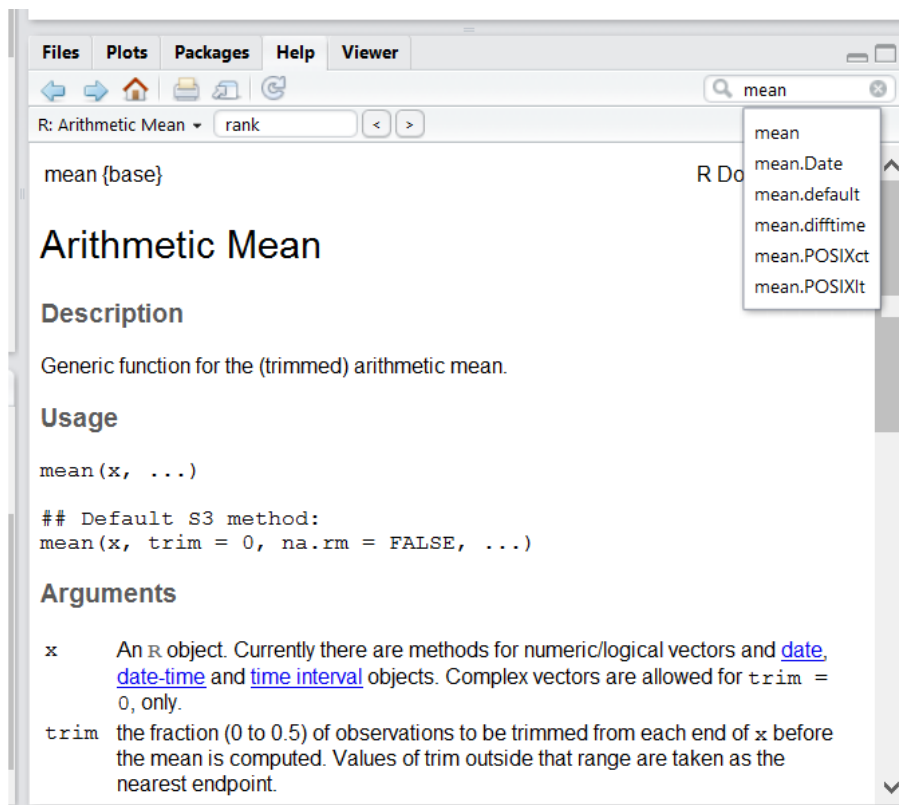 Files Plots Packages Help Viewer
mean
R: Arithmetic Mean rank < >
mean
mean.Date
mean.default
mean.difftime
mean.POSIXct
mean.POSIXlt
mean {base} R Do
Arithmetic Mean
Description
Generic function for the (trimmed) arithmetic mean.
Usage
mean(x, ...)
## Default S3 method:
mean(x, trim = 0, na.rm = FALSE, ...)
Arguments
x An R object. Currently there are methods for numeric/logical vectors and date,
date-time and time interval objects. Complex vectors are allowed for trim =
0, only.
trim the fraction (0 to 0.5) of observations to be trimmed from each end of x before
the mean is computed. Values of trim outside that range are taken as the
nearest endpoint.